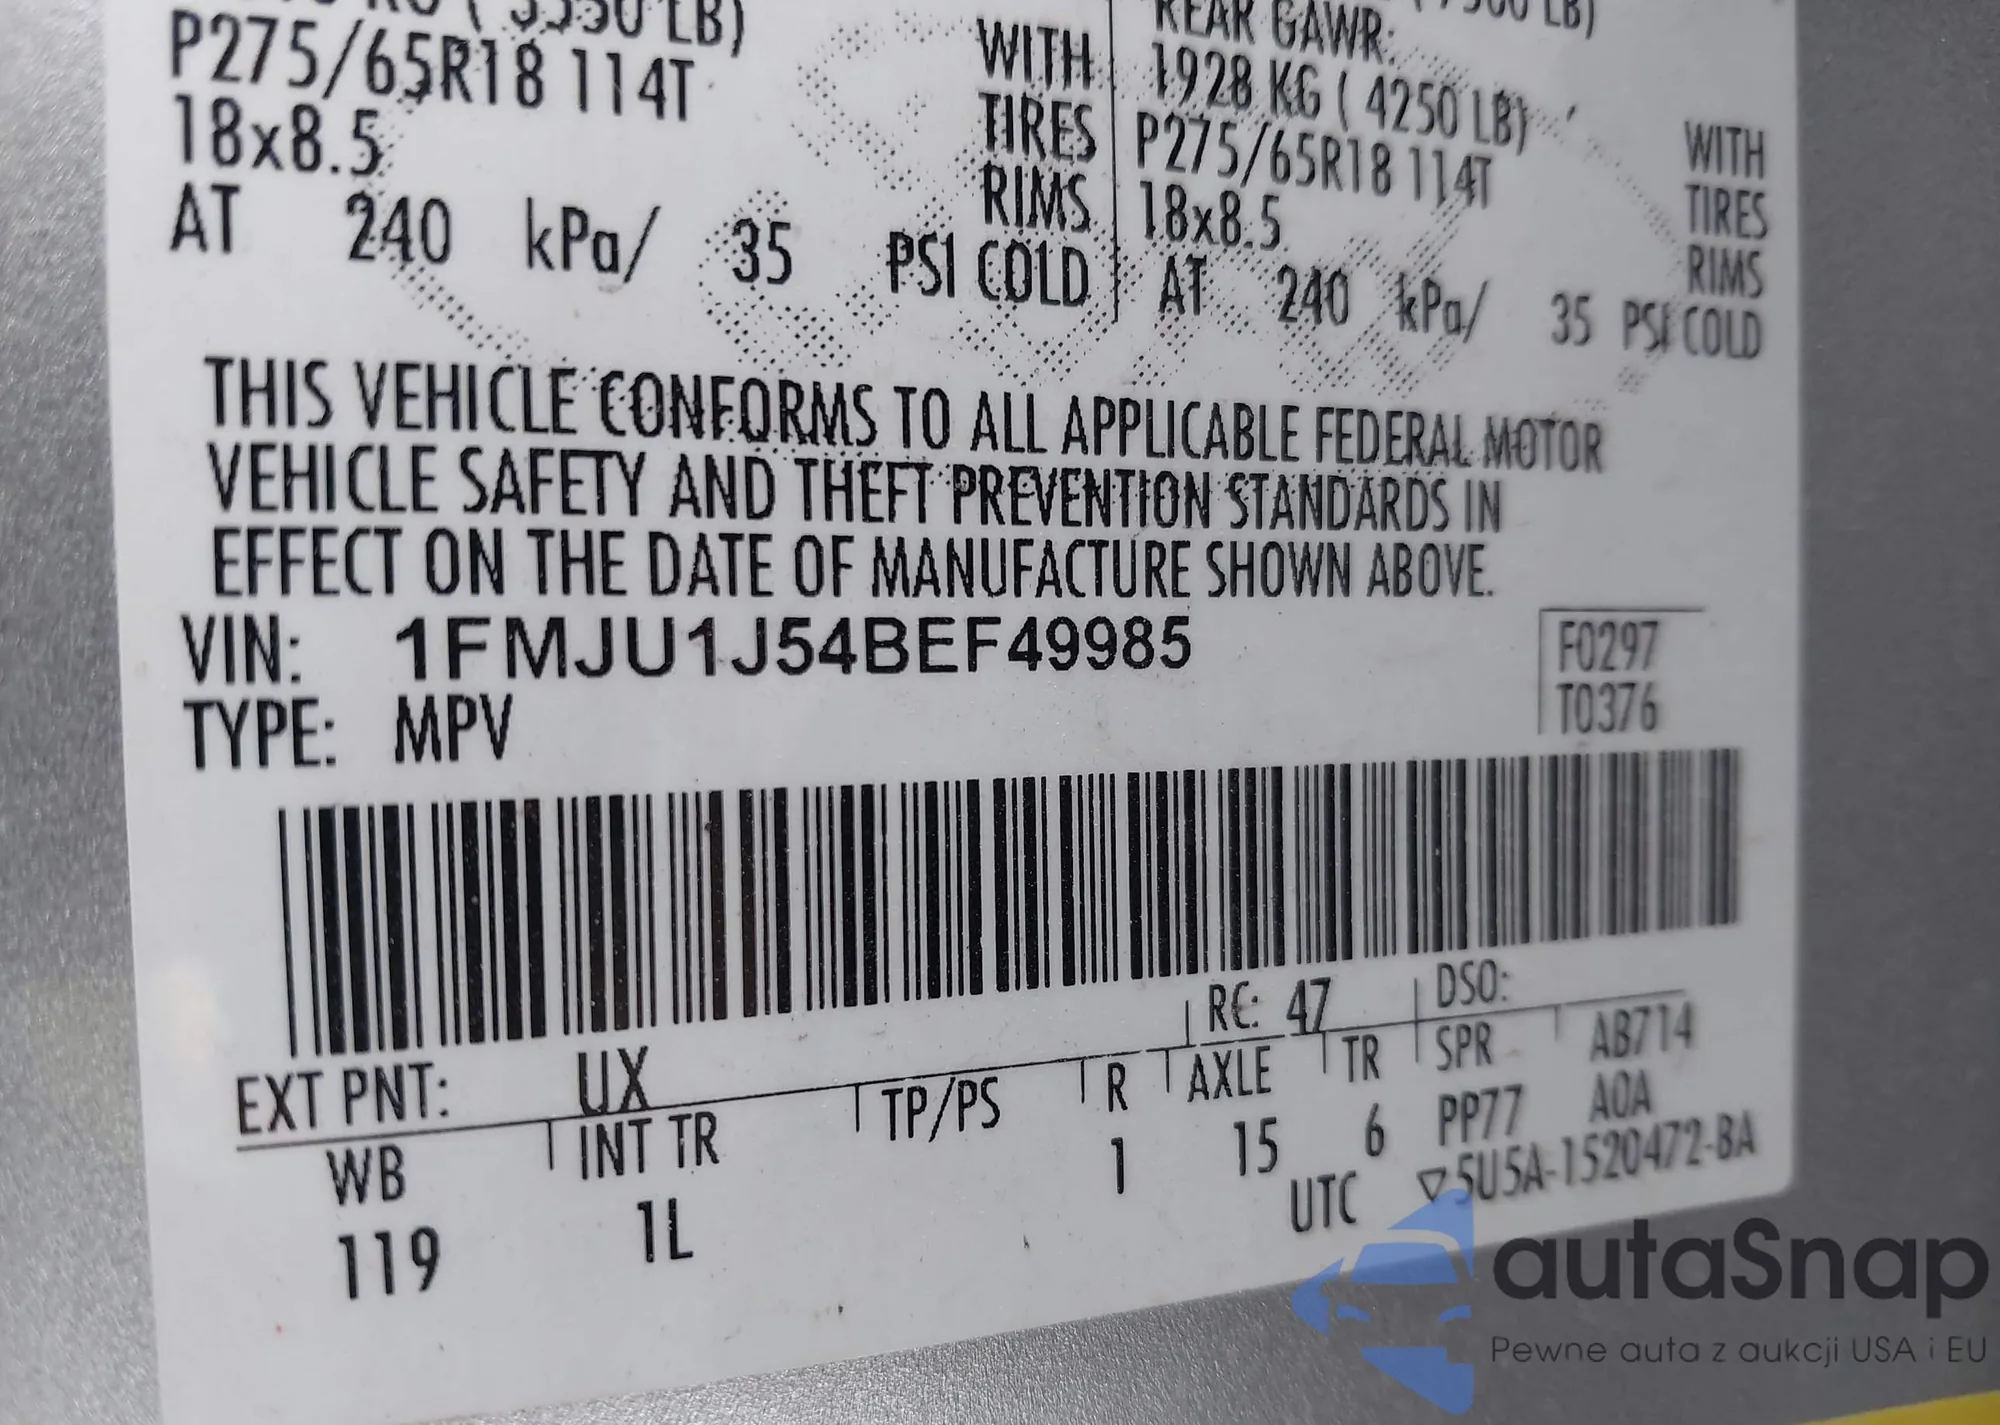 (3550 LB)
P275/65R18 114T WITH
18x8.5 TIRES
RIMS
AT 240 kPa/ 35 PSI COLD
REAR GAWR:
1928 KG ( 4250 LB) WITH
P275/65R18 114T TIRES
18x8.5 RIMS
AT 240 kPa/ 35 PSI COLD
THIS VEHICLE CONFORMS TO ALL APPLICABLE FEDERAL MOTOR
VEHICLE SAFETY AND THEFT PREVENTION STANDARDS IN
EFFECT ON THE DATE OF MANUFACTURE SHOWN ABOVE.
VIN: 1FMJU1J54BEF49985
TYPE: MPV
F0297
T0376
EXT PNT: UX RC: 47 DSO:
WB INT TR TP/PS R AXLE TR SPR AB714
119 1L 1 15 6 PP77 A0A
UTC ▽5U5A-1520472-BA
autaSnap
Pewne auta z aukcji USA i EU